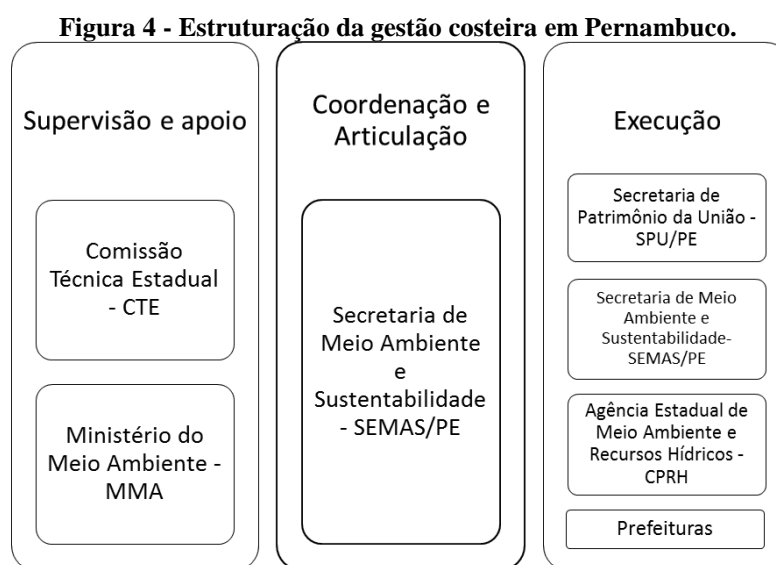 Figura 4 - Estruturação da gestão costeira em Pernambuco.
Supervisão e apoio
Comissão
Técnica Estadual
- CTE
Ministério do
Meio Ambiente -
MMA
Coordenação e
Articulação
Secretaria de
Meio Ambiente
e
Sustentabilidade
- SEMAS/PE
Execução
Secretaria de
Patrimônio da União -
SPU/PE
Secretaria de Meio
Ambiente e
Sustentabilidade-
SEMAS/PE
Agência Estadual de
Meio Ambiente e
Recursos Hídricos -
CPRH
Prefeituras